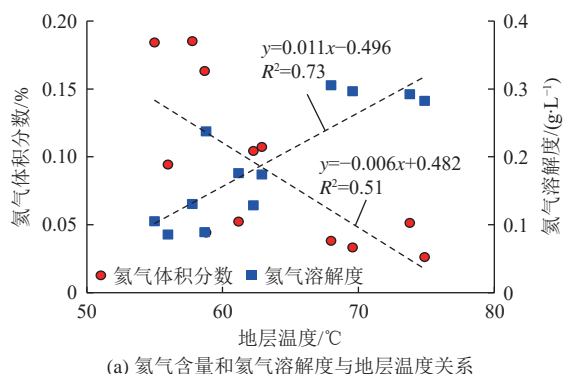 0.20
0.15
0.10
0.05
0
氦气体积分数/%
0.4
0.3
0.2
0.1
0
氦气溶解度/(g·L⁻¹)
y=0.011x−0.496
R²=0.73
y=−0.006x+0.482
R²=0.51
氦气体积分数 氦气溶解度
50 60 70 80
地层温度/℃
(a) 氦气含量和氦气溶解度与地层温度关系